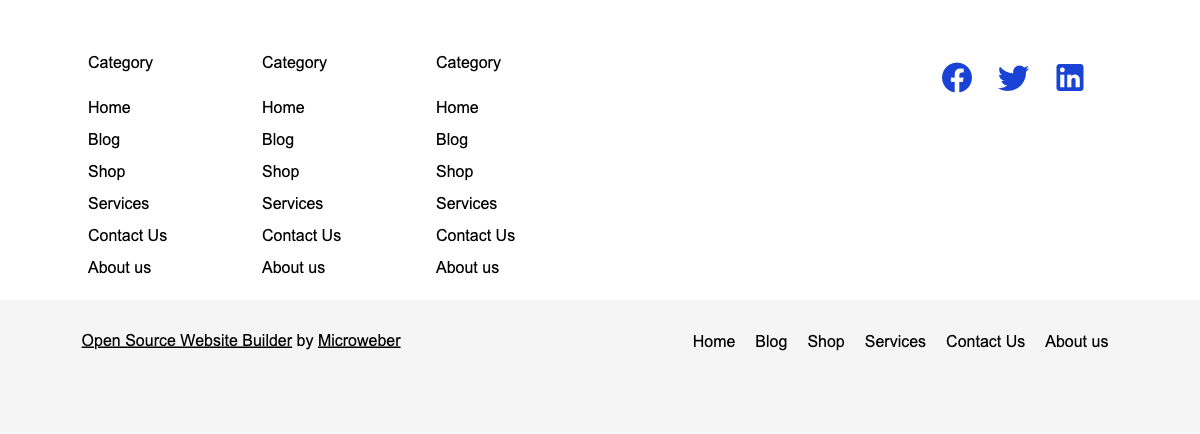 Category Category Category
Home Home Home
Blog Blog Blog
Shop Shop Shop
Services Services Services
Contact Us Contact Us Contact Us
About us About us About us
Open Source Website Builder by Microweber Home Blog Shop Services Contact Us About us